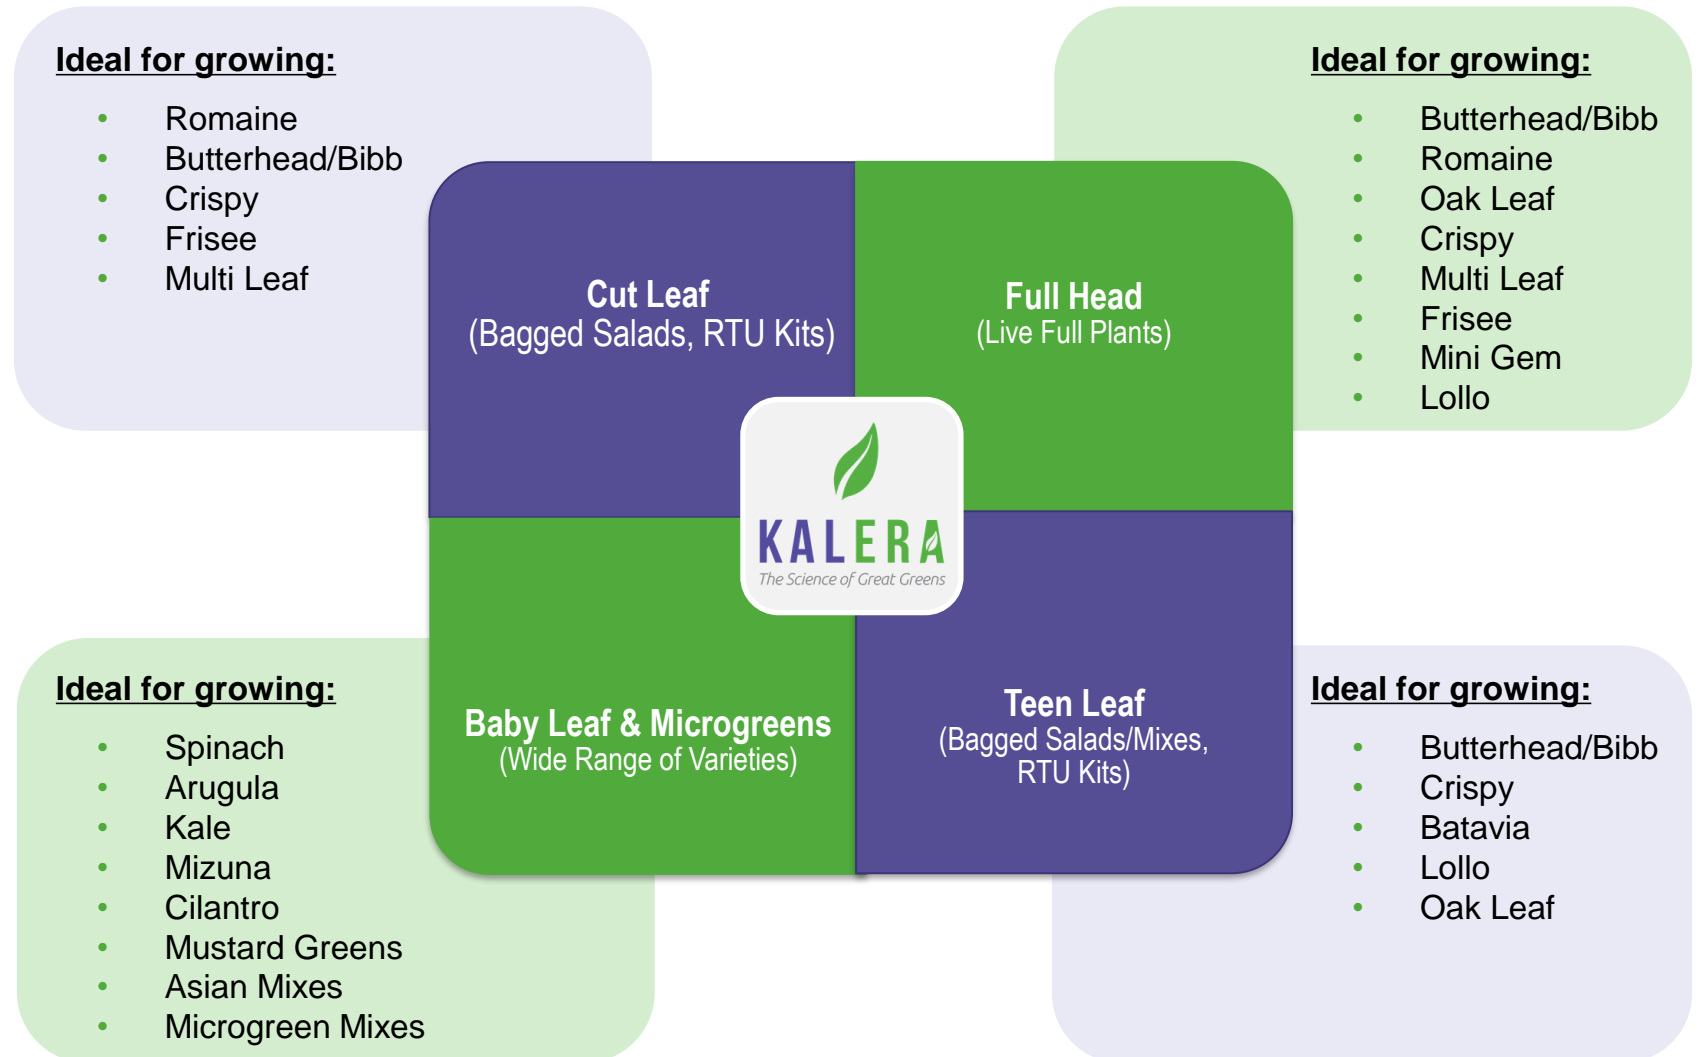 Ideal for growing:
• Romaine
• Butterhead/Bibb
• Crispy
• Frisee
• Multi Leaf
Ideal for growing:
• Butterhead/Bibb
• Romaine
• Oak Leaf
• Crispy
• Multi Leaf
• Frisee
• Mini Gem
• Lollo
Cut Leaf
(Bagged Salads, RTU Kits)
Full Head
(Live Full Plants)
KALERA
The Science of Great Greens
Baby Leaf & Microgreens
(Wide Range of Varieties)
Teen Leaf
(Bagged Salads/Mixes,
RTU Kits)
Ideal for growing:
• Spinach
• Arugula
• Kale
• Mizuna
• Cilantro
• Mustard Greens
• Asian Mixes
• Microgreen Mixes
Ideal for growing:
• Butterhead/Bibb
• Crispy
• Batavia
• Lollo
• Oak Leaf